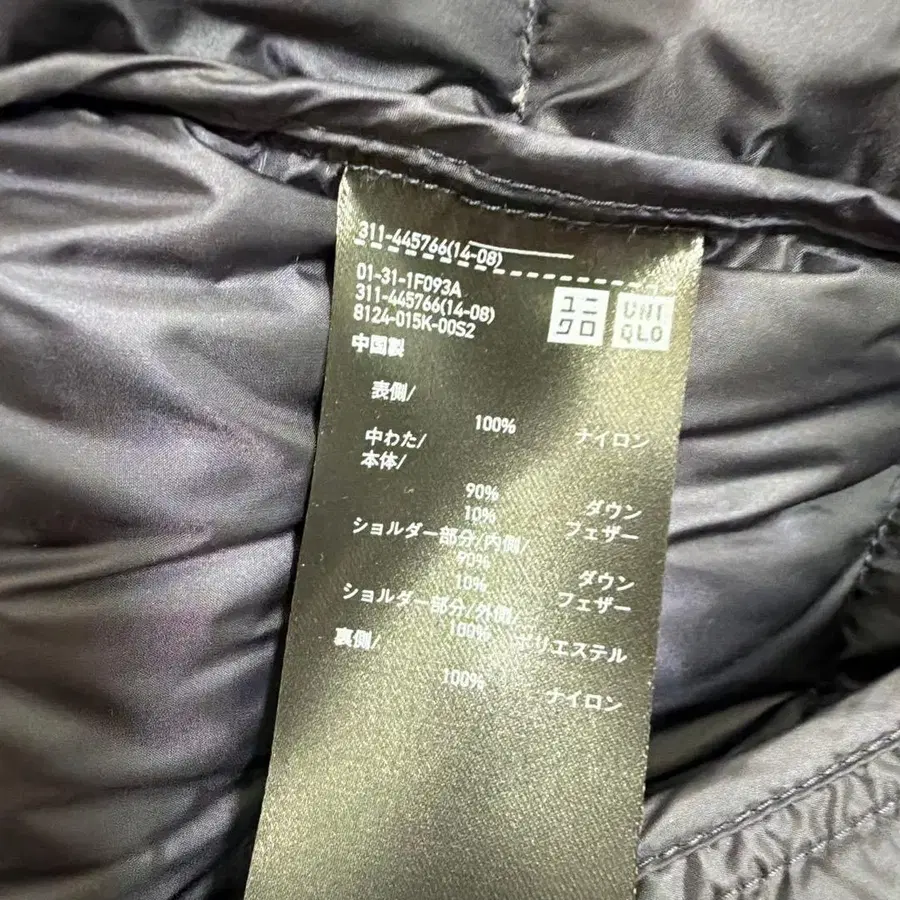 311-445766(14-08)
01-31-1F093A
311-445766(14-08)
8124-015K-00S2
ユニクロ
UNIQLO
中国製
表側/
100% ナイロン
中わた/
本体/
90% ダウン
10% フェザー
ショルダー部分/内側/
90% ダウン
10% フェザー
ショルダー部分/外側/
100% ポリエステル
裏側/
100% ナイロン